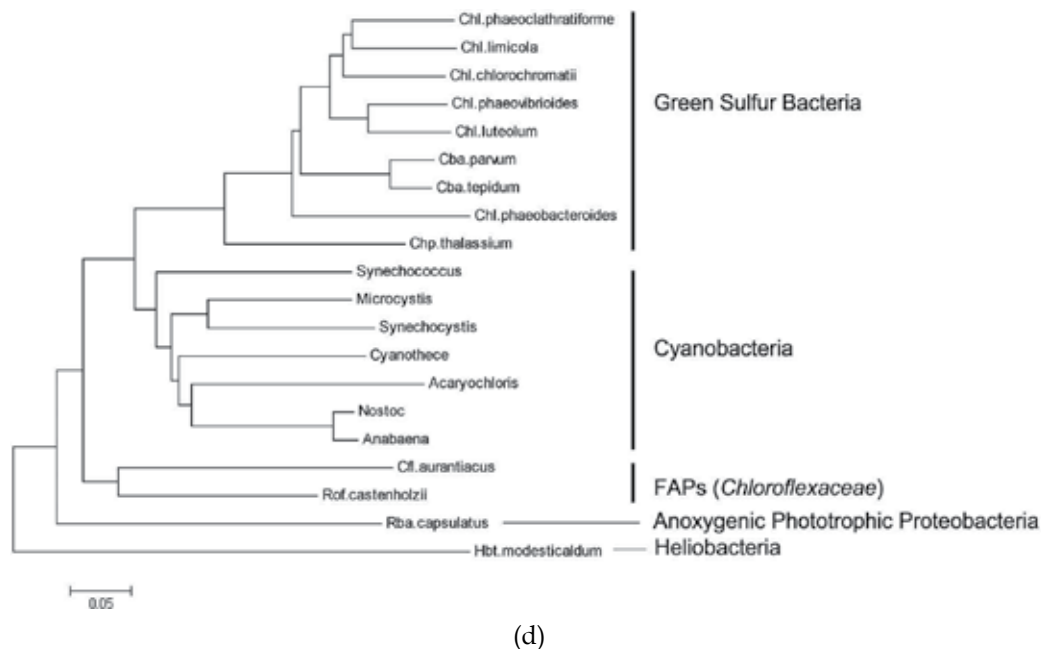 Chl.phaeoclathratiforme
Chl.limicola
Chl.chlorochromatii
Chl.phaeovibrioides
Chl.luteolum
Cba.parvum
Cba.tepidum
Chl.phaeobacteroides
Chp.thalassium
Green Sulfur Bacteria
Synechococcus
Microcystis
Synechocystis
Cyanothece
Acaryochloris
Nostoc
Anabaena
Cyanobacteria
Cfl.aurantiacus
Rof.castenholzii
FAPs (Chloroflexaceae)
Rba.capsulatus
Anoxygenic Phototrophic Proteobacteria
Hbt.modesticaldum
Heliobacteria
0.05
(d)